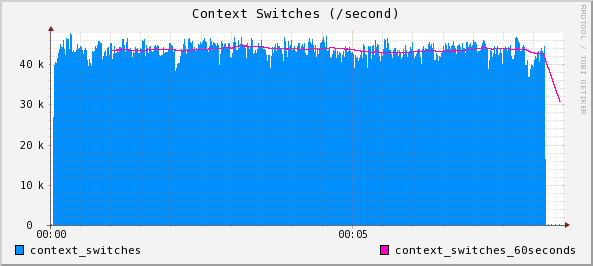 Context Switches (/second)
RRDTOOL / TOBI OETIKER
40 k
30 k
20 k
10 k
0
00:00 00:05
context_switches context_switches_60seconds